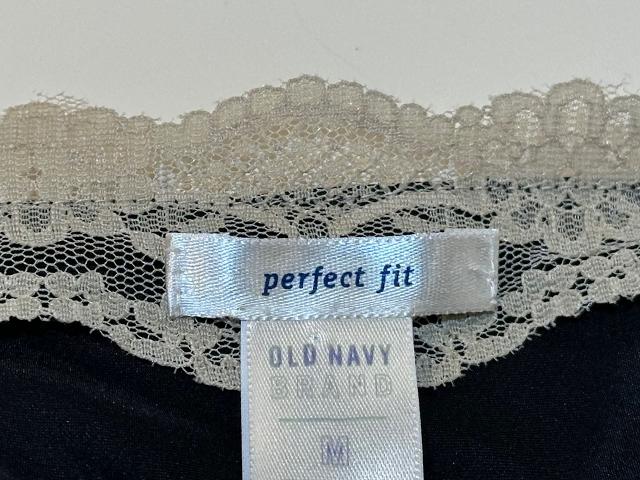 perfect fit
OLD NAVY
BRAND
M